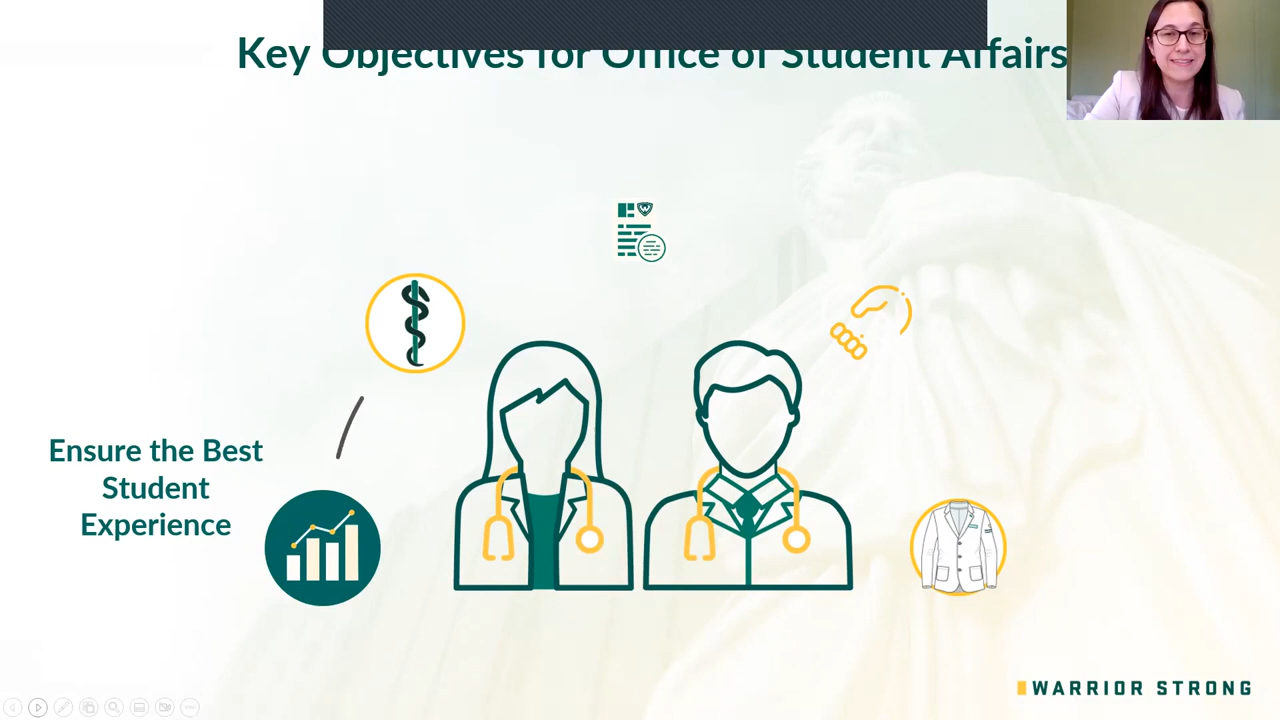 Key Objectives for Office of Student Affairs
Ensure the Best
Student
Experience
WARRIOR STRONG